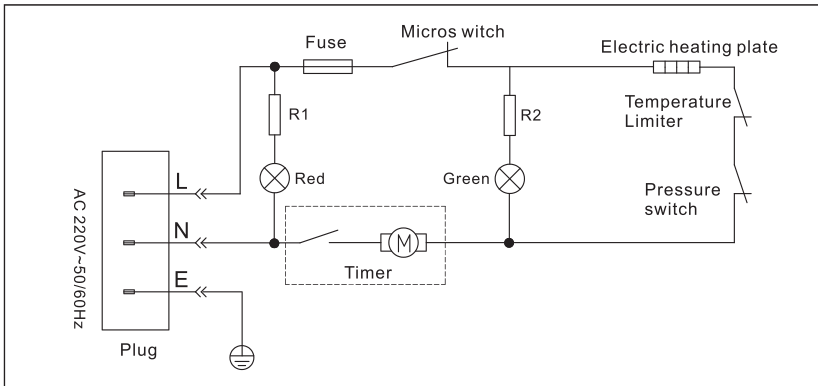 Micros witch
Fuse
Electric heating plate
R1
R2
Temperature
Limiter
L
Red
Green
Pressure
switch
AC 220V~50/60Hz
N
M
Timer
E
Plug